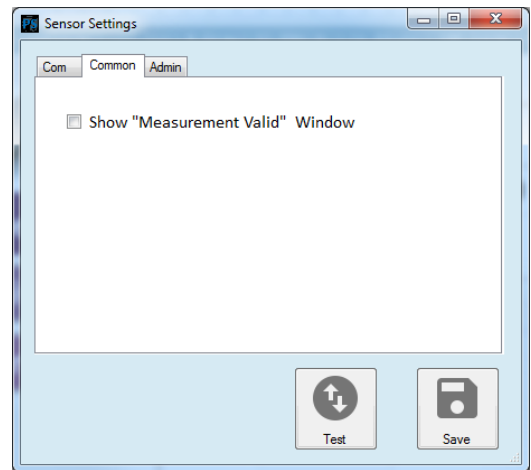 Sensor Settings
Com Common Admin
Show "Measurement Valid" Window
Test Save